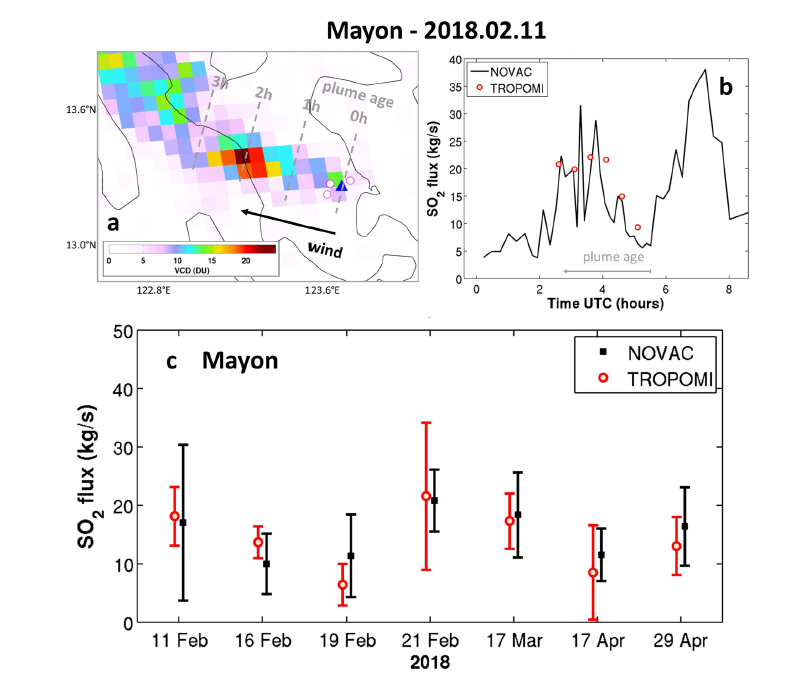 Mayon - 2018.02.11
13.6°N
13.0°N
3h
2h
1h
0h
plume age
wind
a
0 5 10 15 20
VCD (DU)
122.8°E 123.6°E
b
NOVAC
TROPOMI
SO2 flux (kg/s)
40
35
30
25
20
15
10
5
0
plume age
0 2 4 6 8
Time UTC (hours)
c Mayon
NOVAC
TROPOMI
SO2 flux (kg/s)
50
40
30
20
10
0
11 Feb 16 Feb 19 Feb 21 Feb 17 Mar 17 Apr 29 Apr
2018